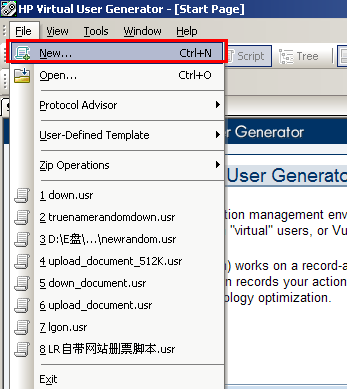 HP Virtual User Generator - [Start Page]
File View Tools Window Help
New... Ctrl+N
Script Tree
Open... Ctrl+O
Protocol Advisor
User-Defined Template
er Generator
Zip Operations
User Generato
1 down.usr
2 truenamerandomdown.usr
tion management env
3 D:\E盘\...\newrandom.usr
"virtual" users, or Vu
4 upload_document_512K.usr
) works on a record-a
5 down_document.usr
n records your action
6 upload_document.usr
ology optimization.
7 lgon.usr
8 LR自带网站删票脚本.usr
Exit